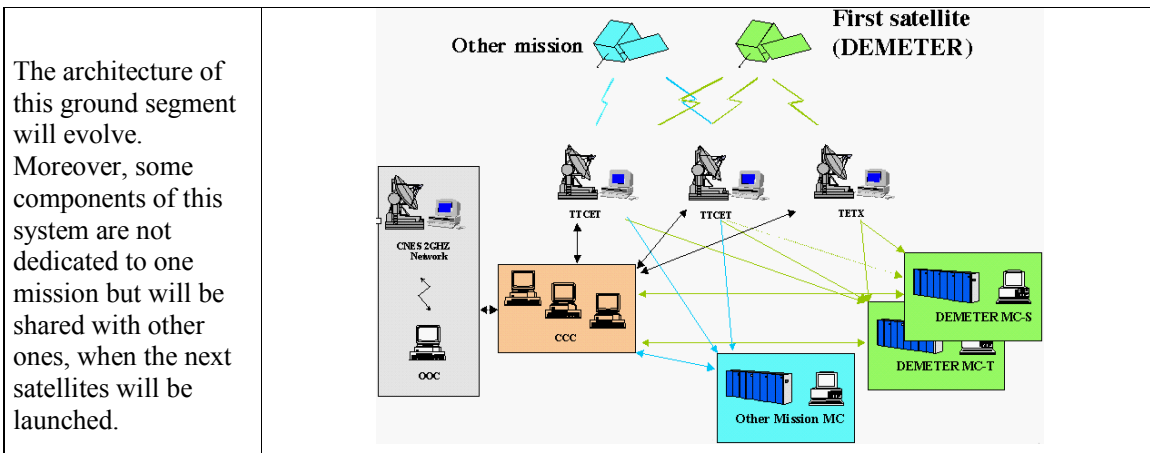 The architecture of
this ground segment
will evolve.
Moreover, some
components of this
system are not
dedicated to one
mission but will be
shared with other
ones, when the next
satellites will be
launched.
Other mission
First satellite
(DEMETER)
TTCET
TTCET
TETX
CNES 2GHZ
Network
OOC
CCC
DEMETER MC-S
DEMETER MC-T
Other Mission MC